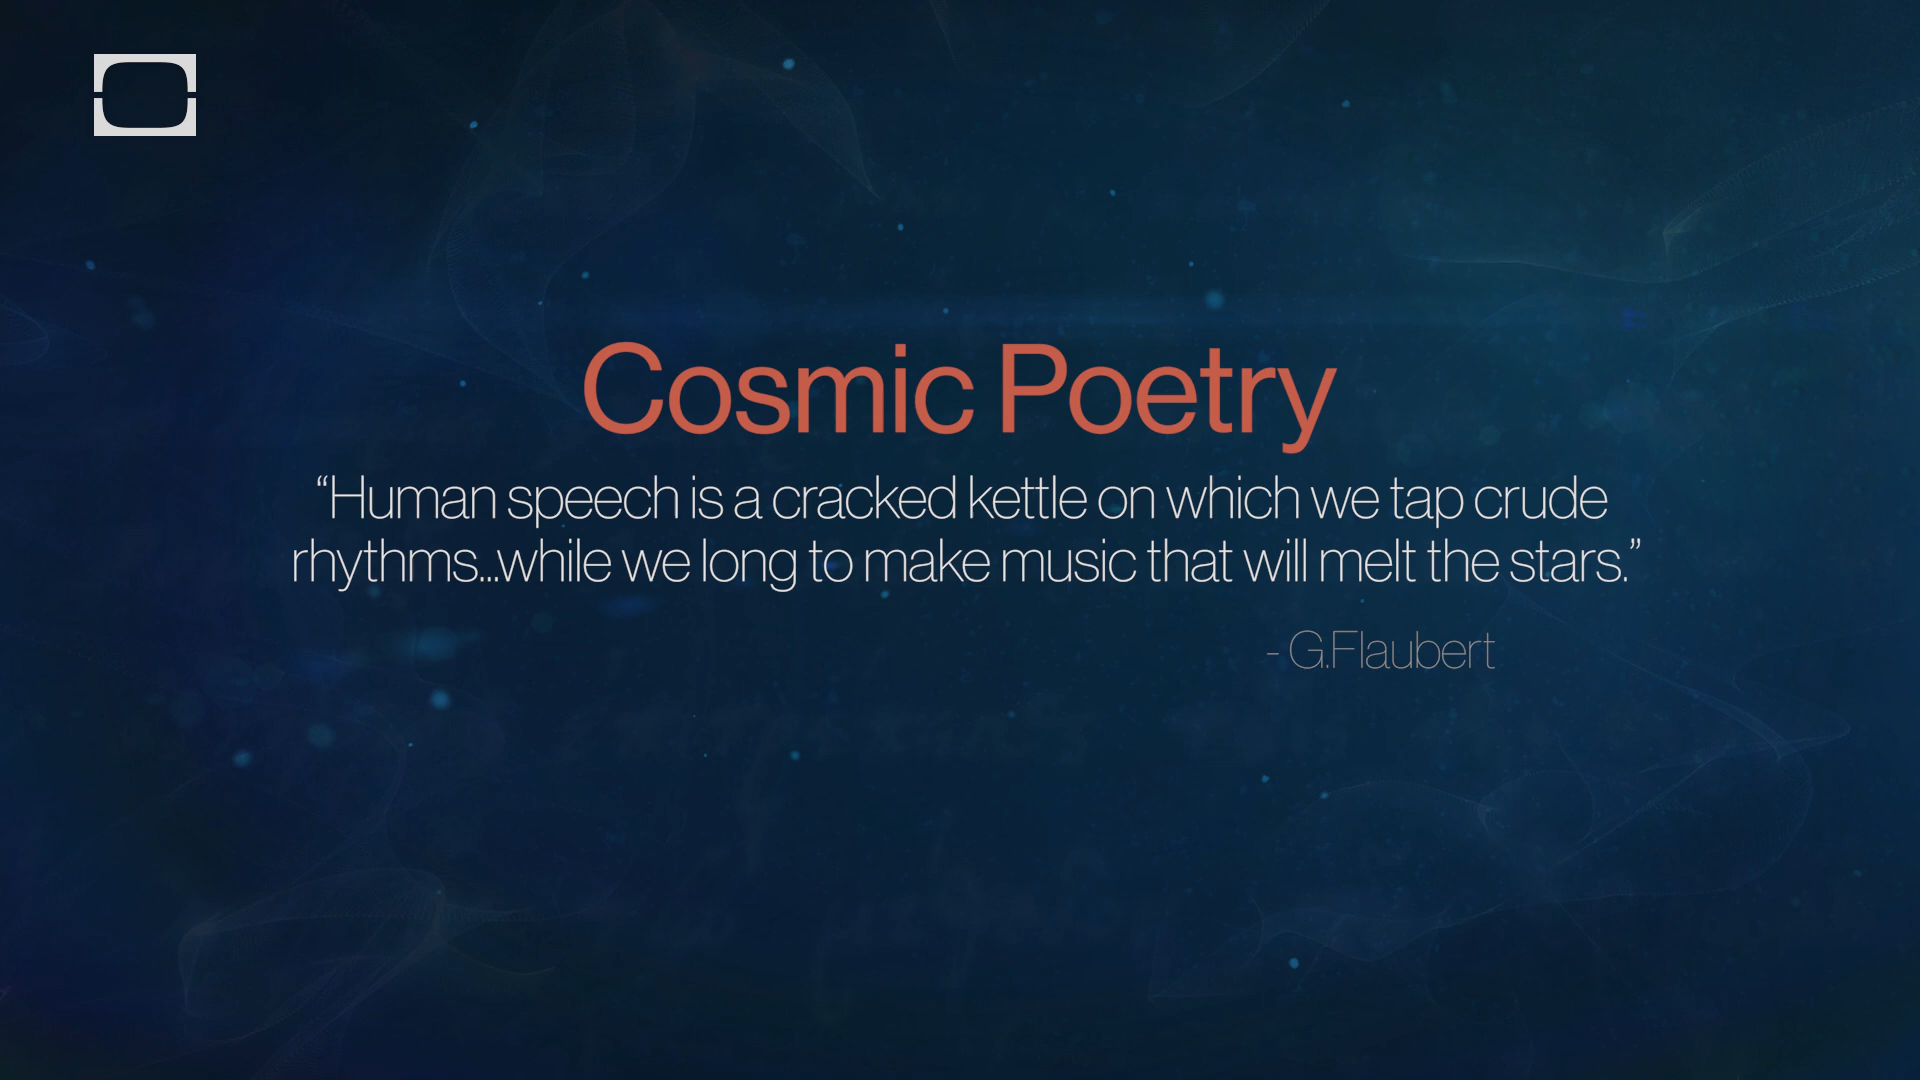 Cosmic Poetry
“Human speech is a cracked kettle on which we tap crude
rhythms...while we long to make music that will melt the stars.”
- G.Flaubert